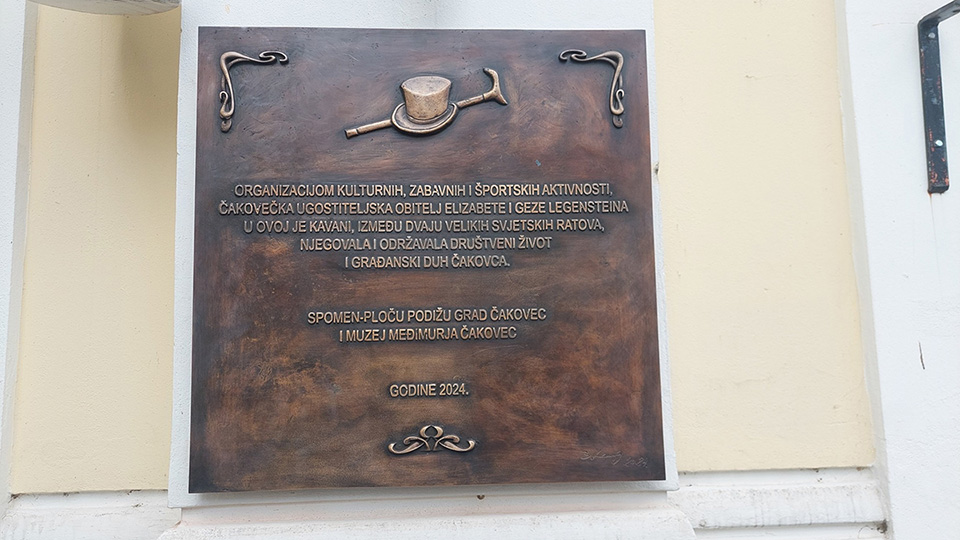 ORGANIZACIJOM KULTURNIH, ZABAVNIH I ŠPORTSKIH AKTIVNOSTI,
ČAKOVEČKA UGOSTITELJSKA OBITELJ ELIZABETE I GEZE LEGENSTEINA
U OVOJ JE KAVANI, IZMEĐU DVAJU VELIKIH SVJETSKIH RATOVA,
NJEGOVALA I ODRŽAVALA DRUŠTVENI ŽIVOT
I GRAĐANSKI DUH ČAKOVCA.
SPOMEN-PLOČU PODIŽU GRAD ČAKOVEC
I MUZEJ MEĐIMURJA ČAKOVEC
GODINE 2024.